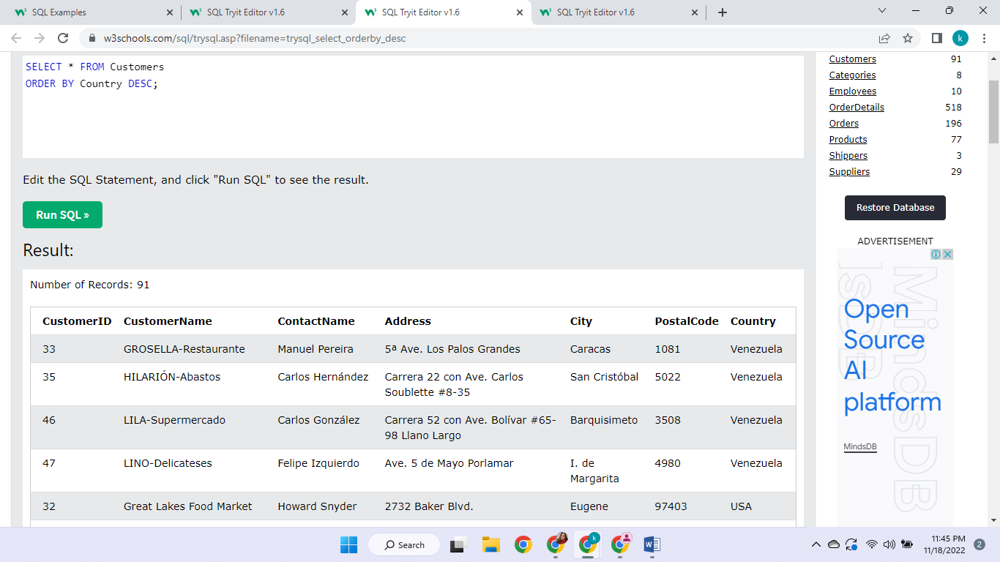 SQL Examples
SQL Tryit Editor v1.6
SQL Tryit Editor v1.6
SQL Tryit Editor v1.6
w3schools.com/sql/trysql.asp?filename=trysql_select_orderby_desc
k
SELECT * FROM Customers
ORDER BY Country DESC;
Edit the SQL Statement, and click "Run SQL" to see the result.
Run SQL »
Result:
Number of Records: 91
CustomerID CustomerName ContactName Address City PostalCode Country
33 GROSELLA-Restaurante Manuel Pereira 5ª Ave. Los Palos Grandes Caracas 1081 Venezuela
35 HILARIÓN-Abastos Carlos Hernández Carrera 22 con Ave. Carlos San Cristóbal 5022 Venezuela
Soublette #8-35
46 LILA-Supermercado Carlos González Carrera 52 con Ave. Bolívar #65- Barquisimeto 3508 Venezuela
98 Llano Largo
47 LINO-Delicateses Felipe Izquierdo Ave. 5 de Mayo Porlamar I. de 4980 Venezuela
Margarita
32 Great Lakes Food Market Howard Snyder 2732 Baker Blvd. Eugene 97403 USA
Customers 91
Categories 8
Employees 10
OrderDetails 518
Orders 196
Products 77
Shippers 3
Suppliers 29
Restore Database
ADVERTISEMENT
Open
Source
AI
platform
MindsDB
MindsDB
Search
k
11:45 PM
11/18/2022
2